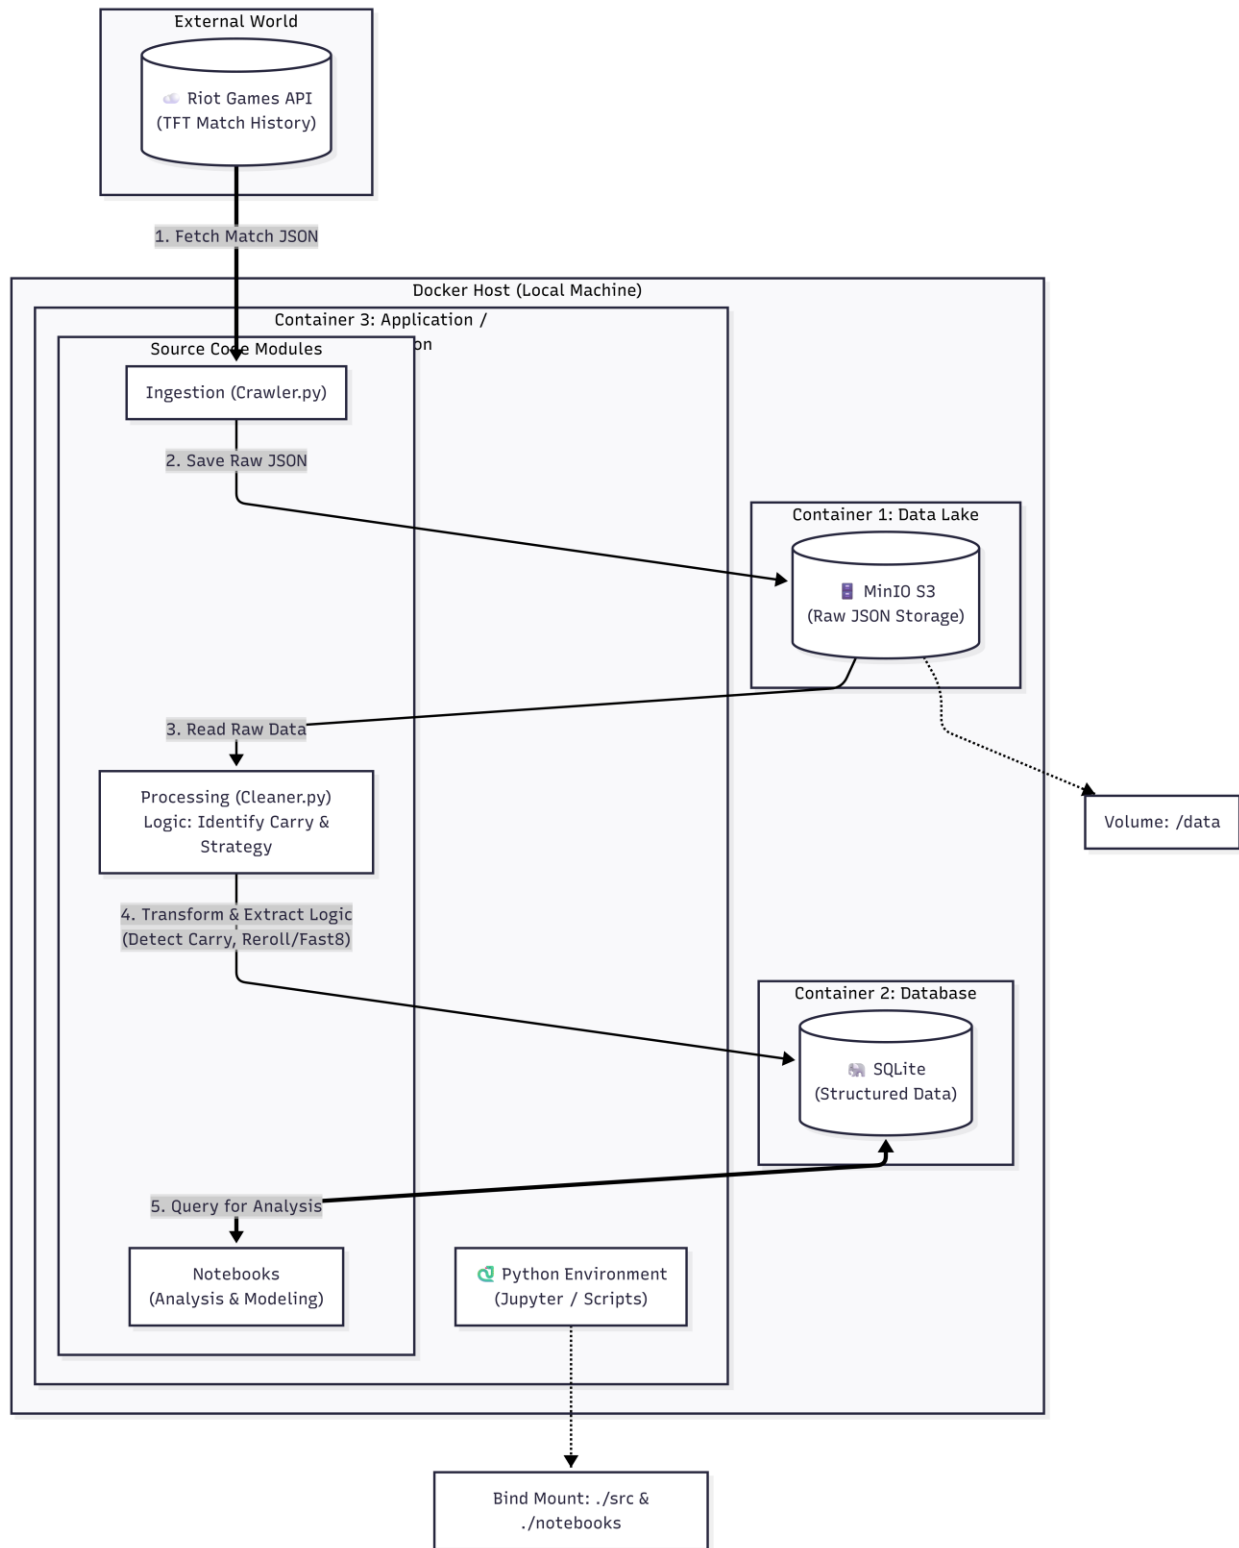 External World
Riot Games API
(TFT Match History)
1. Fetch Match JSON
Docker Host (Local Machine)
Container 3: Application /
on
Source Code Modules
Ingestion (Crawler.py)
2. Save Raw JSON
Container 1: Data Lake
MinIO S3
(Raw JSON Storage)
3. Read Raw Data
Processing (Cleaner.py)
Logic: Identify Carry &
Strategy
Volume: /data
4. Transform & Extract Logic
(Detect Carry, Reroll/Fast8)
Container 2: Database
SQLite
(Structured Data)
5. Query for Analysis
Notebooks
(Analysis & Modeling)
Python Environment
(Jupyter / Scripts)
Bind Mount: ./src &
./notebooks